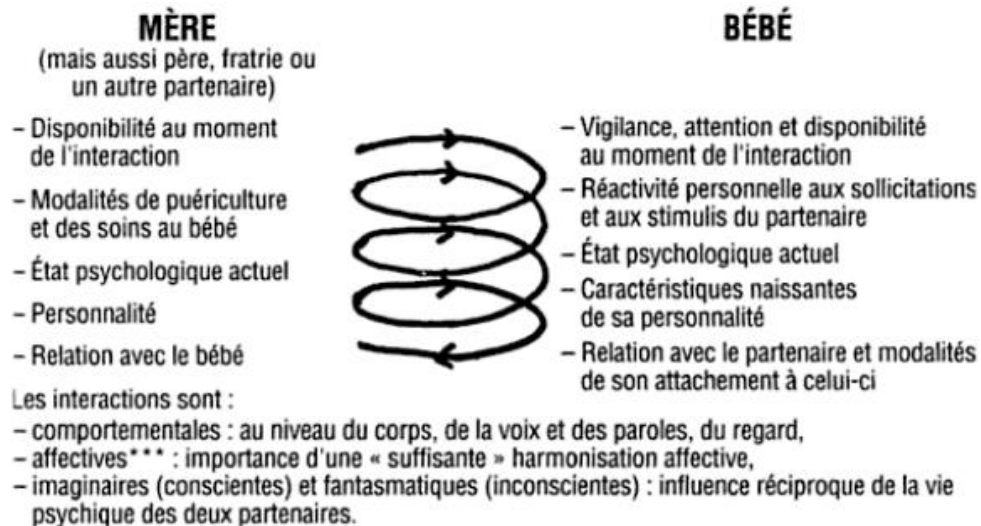 MÈRE
(mais aussi père, fratrie ou
un autre partenaire)
– Disponibilité au moment
de l'interaction
– Modalités de puériculture
et des soins au bébé
– État psychologique actuel
– Personnalité
– Relation avec le bébé
BÉBÉ
– Vigilance, attention et disponibilité
au moment de l'interaction
– Réactivité personnelle aux sollicitations
et aux stimulis du partenaire
– État psychologique actuel
– Caractéristiques naissantes
de sa personnalité
– Relation avec le partenaire et modalités
de son attachement à celui-ci
Les interactions sont :
– comportementales : au niveau du corps, de la voix et des paroles, du regard,
– affectives*** : importance d'une « suffisante » harmonisation affective,
– imaginaires (conscientes) et fantasmatiques (inconscientes) : influence réciproque de la vie
psychique des deux partenaires.